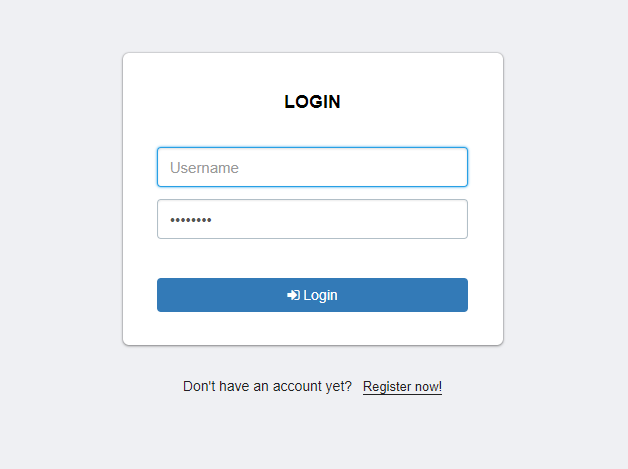 LOGIN
Username
••••••••
Login
Don't have an account yet? Register now!